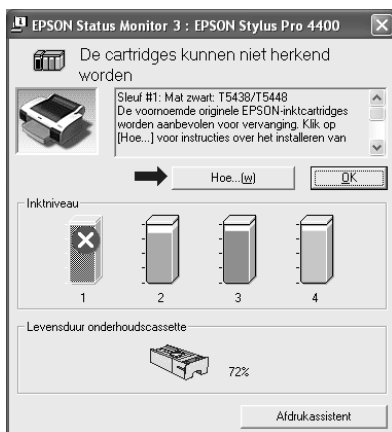 EPSON Status Monitor 3 : EPSON Stylus Pro 4400
De cartridges kunnen niet herkend
worden
Sleuf #1: Mat zwart: T5438/T5448
De voornoemde originele EPSON-inktcartridges
worden aanbevolen voor vervanging. Klik op
[Hoe...] voor instructies over het installeren van
Hoe...(w)
OK
Inktniveau
1 2 3 4
Levensduur onderhoudscassette
72%
Afdrukassistent